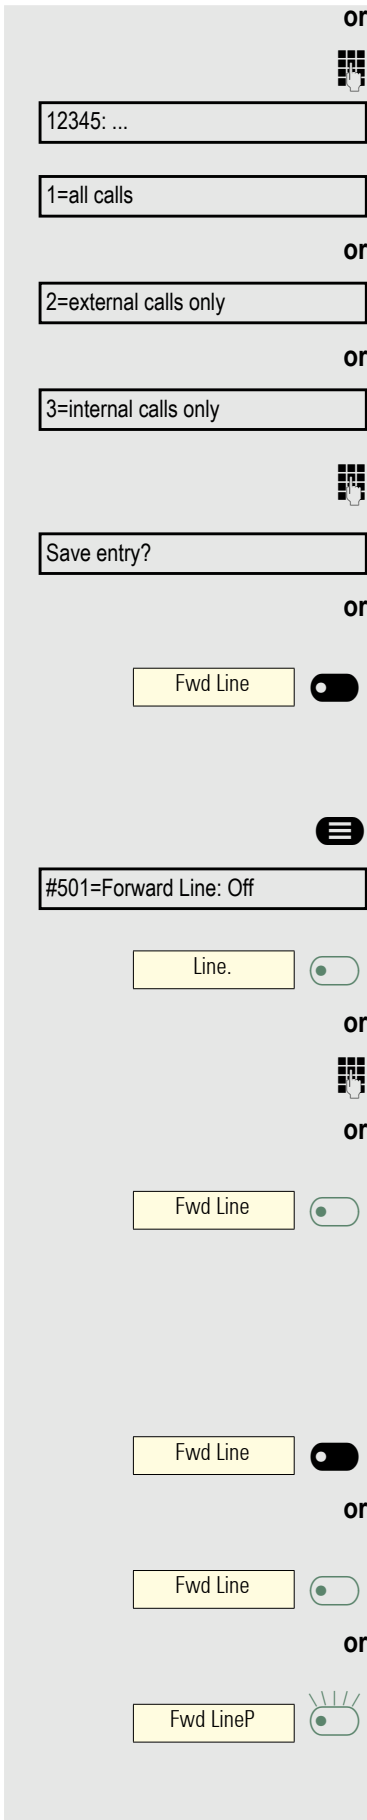 or
12345: ...
1=all calls
or
2=external calls only
or
3=internal calls only
Save entry?
or
Fwd Line
#501=Forward Line: Off
Line.
or
or
Fwd Line
Fwd Line
or
Fwd Line
or
Fwd LineP